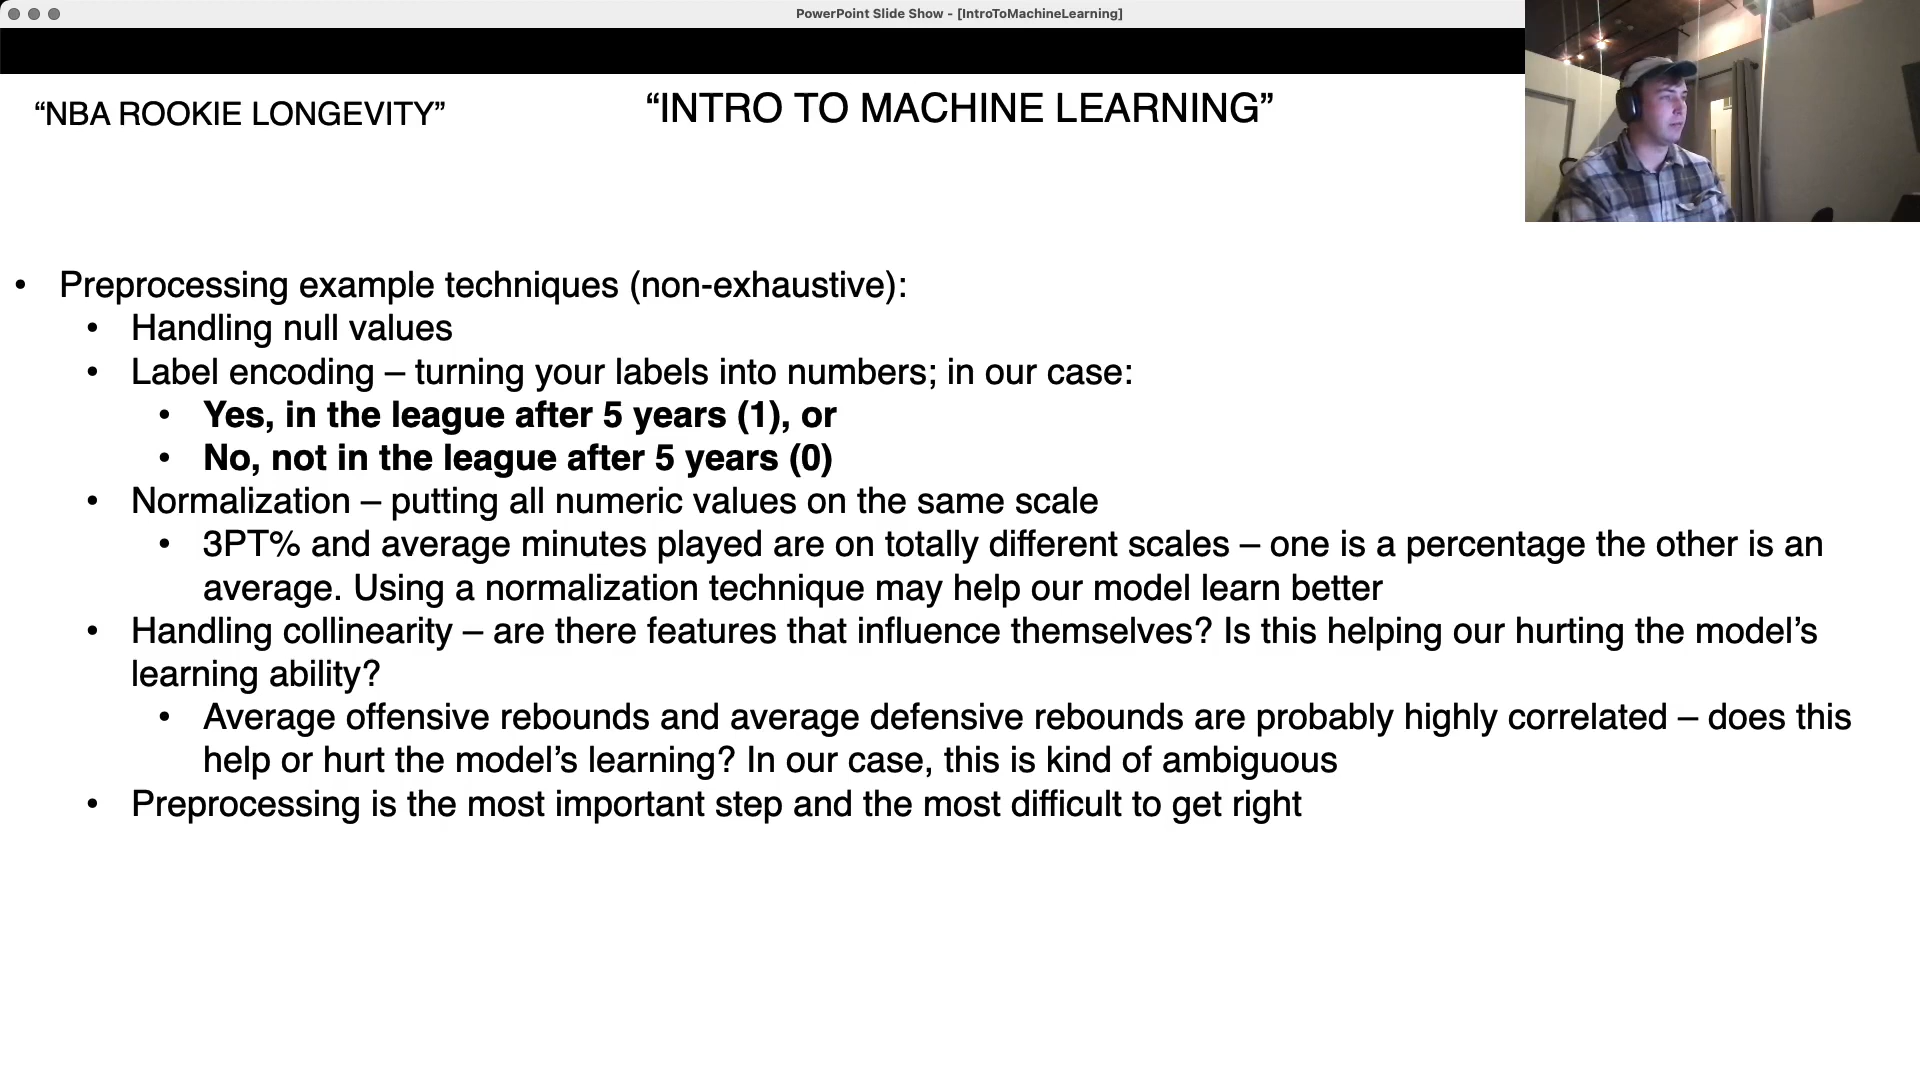 PowerPoint Slide Show - [IntroToMachineLearning]
“NBA ROOKIE LONGEVITY”
“INTRO TO MACHINE LEARNING”
• Preprocessing example techniques (non-exhaustive):
• Handling null values
• Label encoding – turning your labels into numbers; in our case:
• Yes, in the league after 5 years (1), or
• No, not in the league after 5 years (0)
• Normalization – putting all numeric values on the same scale
• 3PT% and average minutes played are on totally different scales – one is a percentage the other is an
average. Using a normalization technique may help our model learn better
• Handling collinearity – are there features that influence themselves? Is this helping our hurting the model’s
learning ability?
• Average offensive rebounds and average defensive rebounds are probably highly correlated – does this
help or hurt the model’s learning? In our case, this is kind of ambiguous
• Preprocessing is the most important step and the most difficult to get right